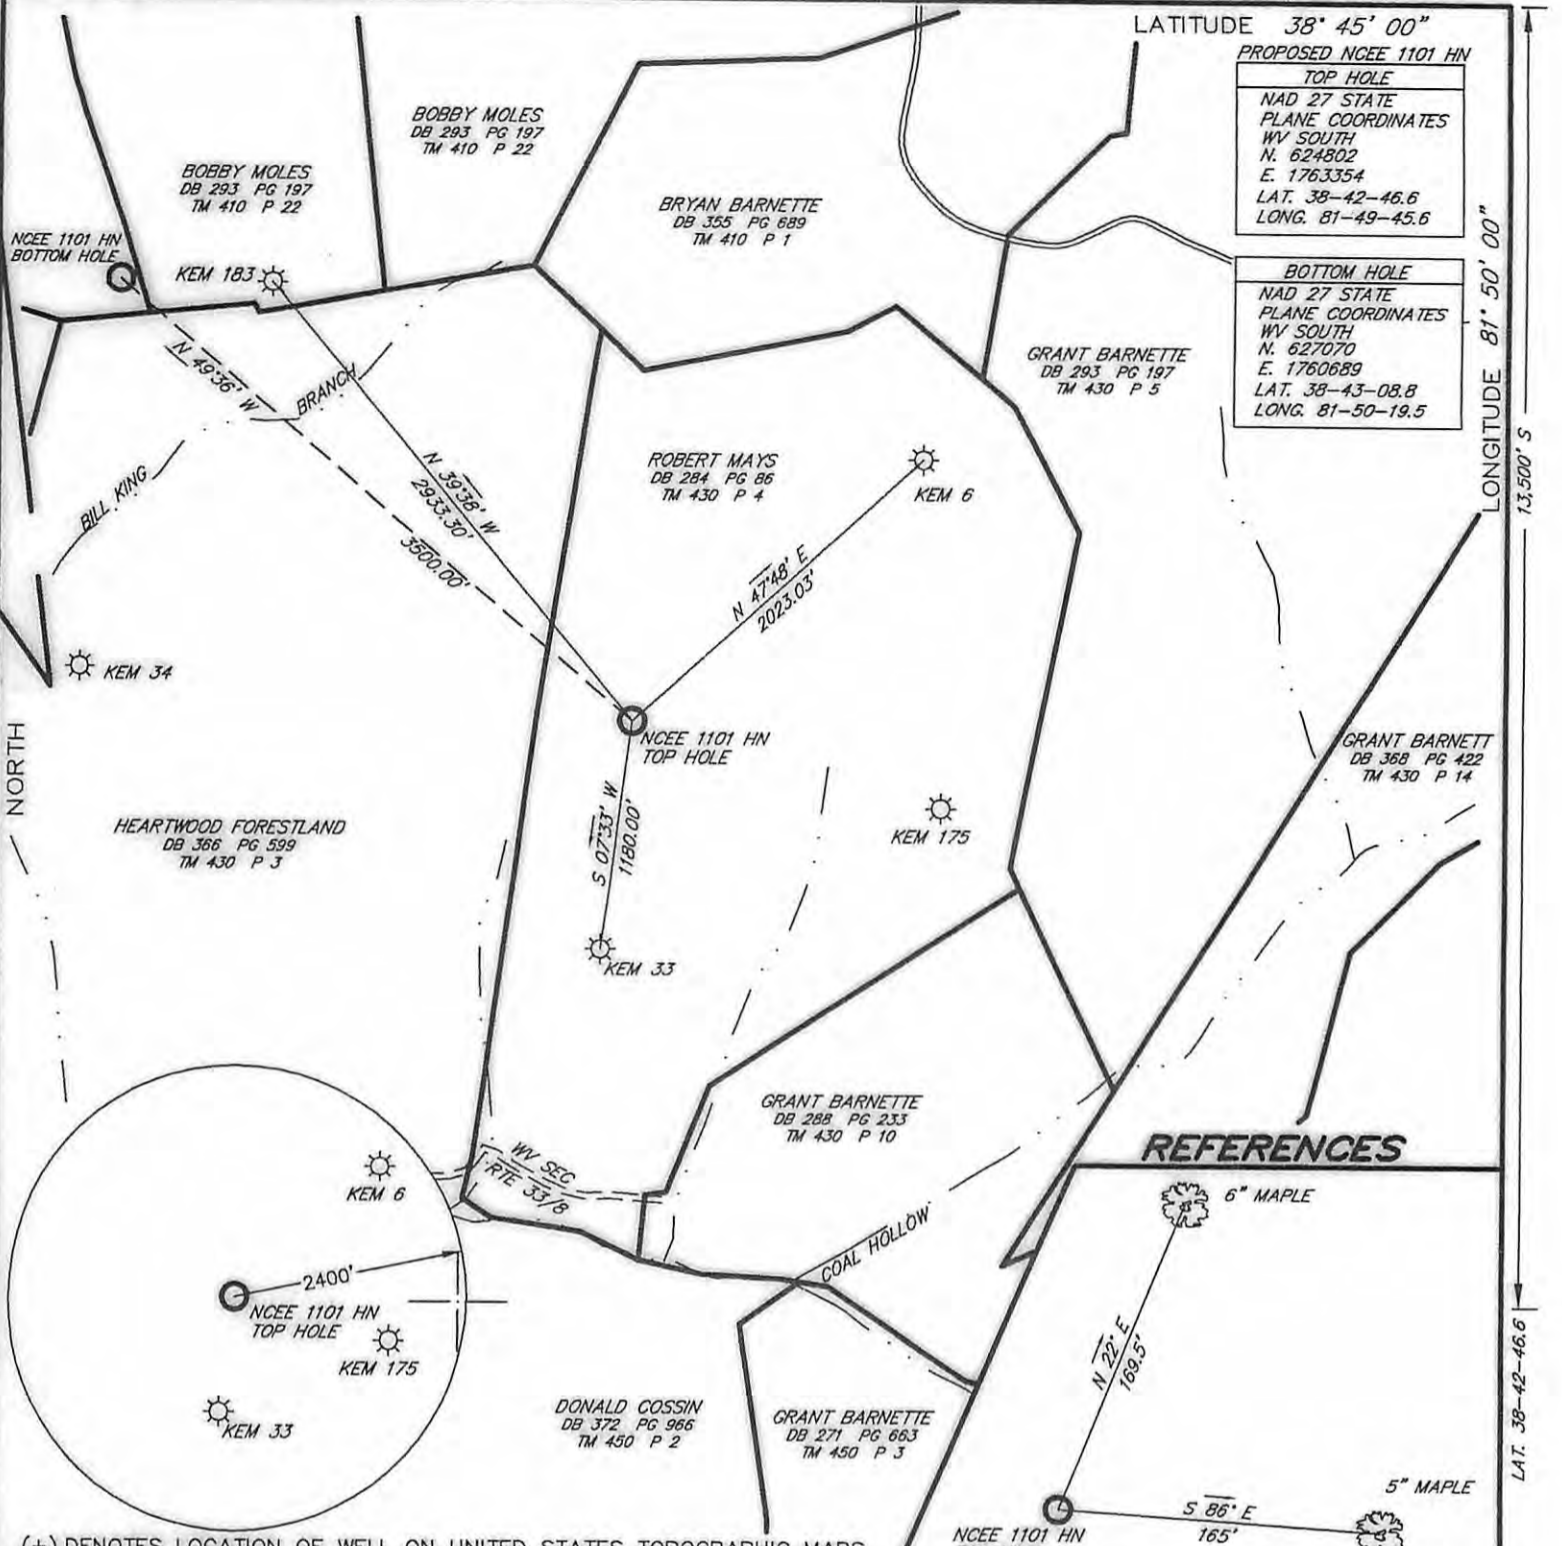 LATITUDE 38° 45' 00"
PROPOSED NCEE 1101 HN
TOP HOLE
NAD 27 STATE
PLANE COORDINATES
WV SOUTH
N. 624802
E. 1763354
LAT. 38-42-46.6
LONG. 81-49-45.6
BOTTOM HOLE
NAD 27 STATE
PLANE COORDINATES
WV SOUTH
N. 627070
E. 1760689
LAT. 38-43-08.8
LONG. 81-50-19.5
LONGITUDE 81° 50' 00"
13,500' S
LAT. 38-42-46.6
BOBBY MOLES
DB 293 PG 197
TM 410 P 22
BOBBY MOLES
DB 293 PG 197
TM 410 P 22
BRYAN BARNETTE
DB 355 PG 689
TM 410 P 1
NCEE 1101 HN
BOTTOM HOLE
KEM 183
N 49°36' W
3500.00'
BRANCH
BILL KING
N 39°38' W
2933.30'
ROBERT MAYS
DB 284 PG 86
TM 430 P 4
KEM 6
N 47°48' E
2023.03'
GRANT BARNETTE
DB 293 PG 197
TM 430 P 5
KEM 34
NORTH
NCEE 1101 HN
TOP HOLE
S 07°33' W
1180.00'
KEM 175
KEM 33
GRANT BARNETT
DB 368 PG 422
TM 430 P 14
HEARTWOOD FORESTLAND
DB 366 PG 599
TM 430 P 3
GRANT BARNETTE
DB 288 PG 233
TM 430 P 10
WV SEC
RTE 33/8
COAL HOLLOW
KEM 6
2400'
NCEE 1101 HN
TOP HOLE
KEM 175
KEM 33
DONALD COSSIN
DB 372 PG 966
TM 450 P 2
GRANT BARNETTE
DB 271 PG 663
TM 450 P 3
REFERENCES
6" MAPLE
N 22° E
169.5'
5" MAPLE
S 86° E
165'
NCEE 1101 HN
(+) DENOTES LOCATION OF WELL ON UNITED STATES TOPOGRAPHIC MAPS